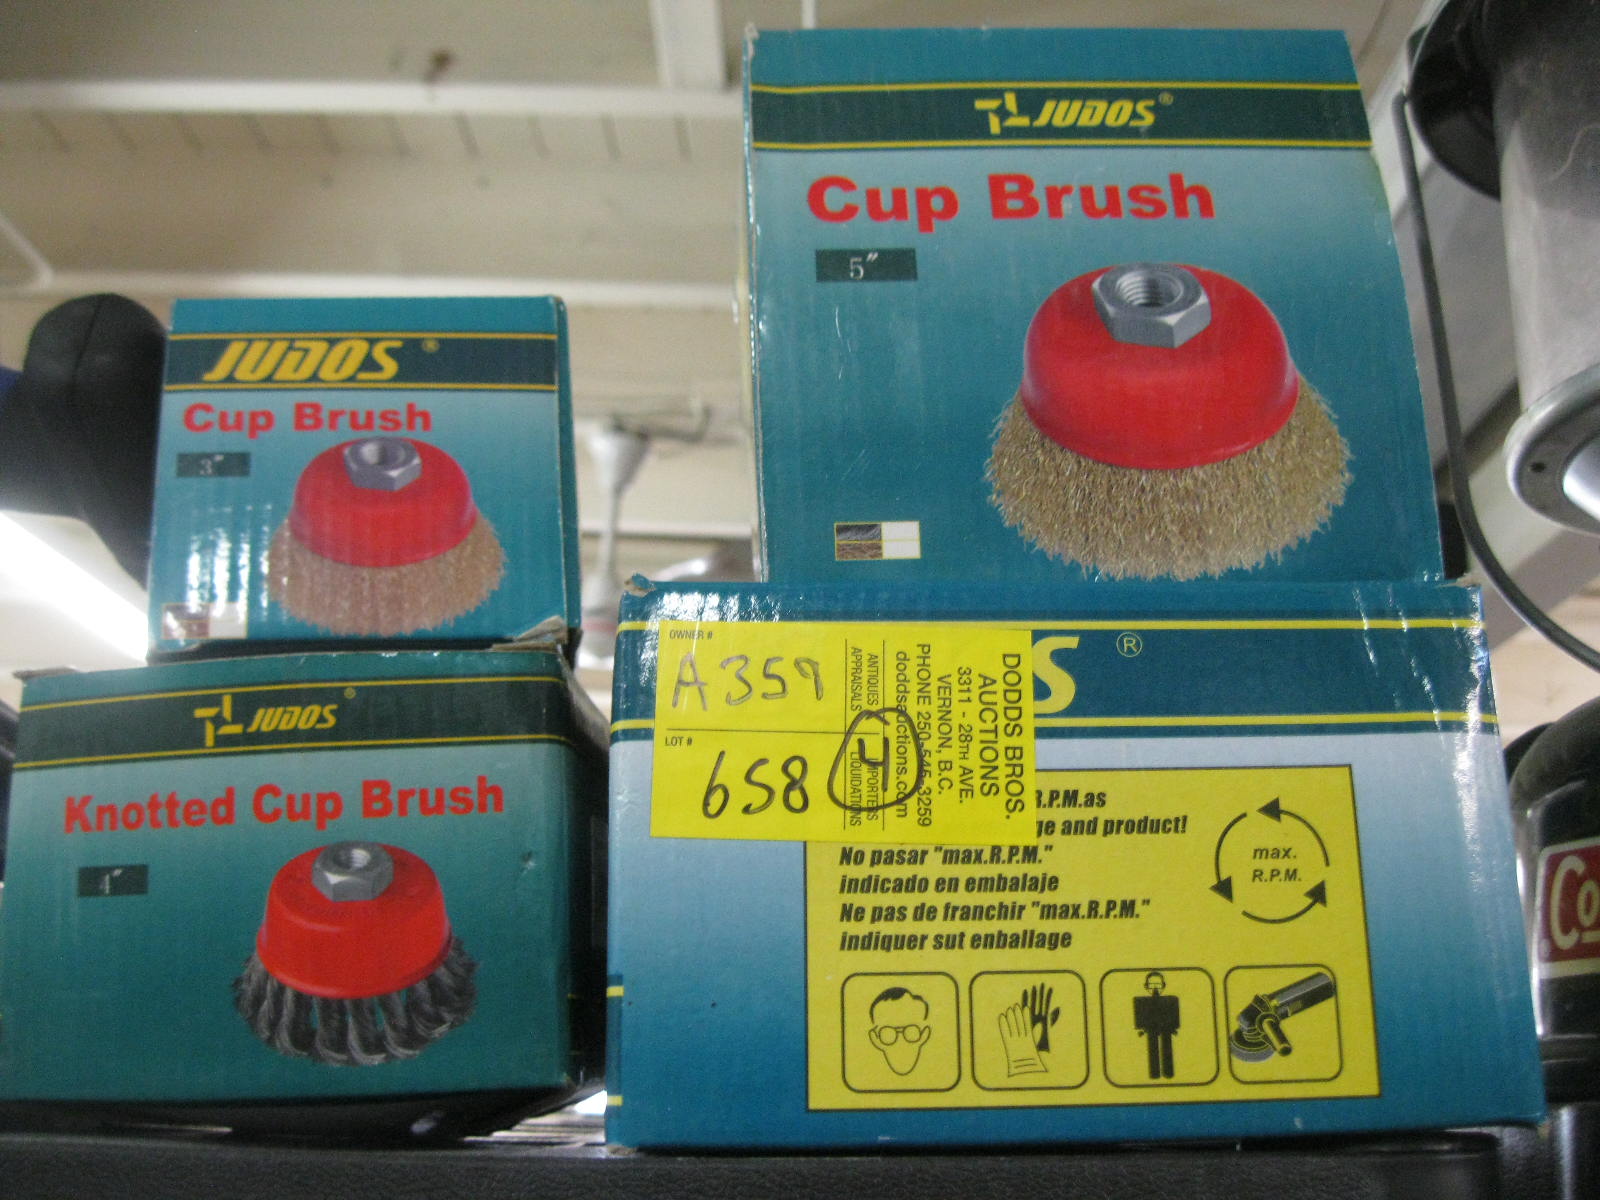 JUDOS®
Cup Brush
3"
JUDOS®
Knotted Cup Brush
4"
JUDOS®
Cup Brush
5"
S ®
OWNER #
A359
LOT #
658
4
ANTIQUES
APPRAISALS
LIQUIDATIONS
DODDS BROS.
AUCTIONS
3311 - 28TH AVE.
VERNON, B.C.
PHONE 250-545-3259
doddsauctions.com
R.P.M.as
ge and product!
No pasar "max.R.P.M."
indicado en embalaje
Ne pas de franchir "max.R.P.M."
indiquer sut enballage
max.
R.P.M.
Co